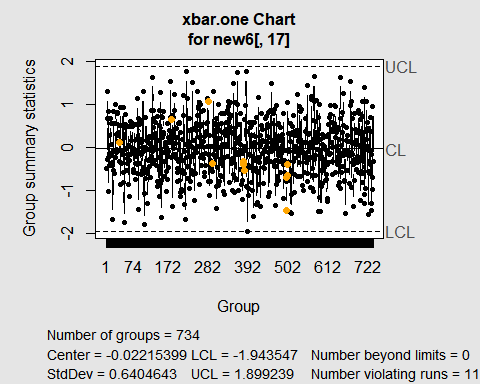 xbar.one Chart
for new6[, 17]
Group summary statistics
2
1
0
-1
-2
UCL
CL
LCL
1 74 172 282 392 502 612 722
Group
Number of groups = 734
Center = -0.02215399 LCL = -1.943547 Number beyond limits = 0
StdDev = 0.6404643 UCL = 1.899239 Number violating runs = 11